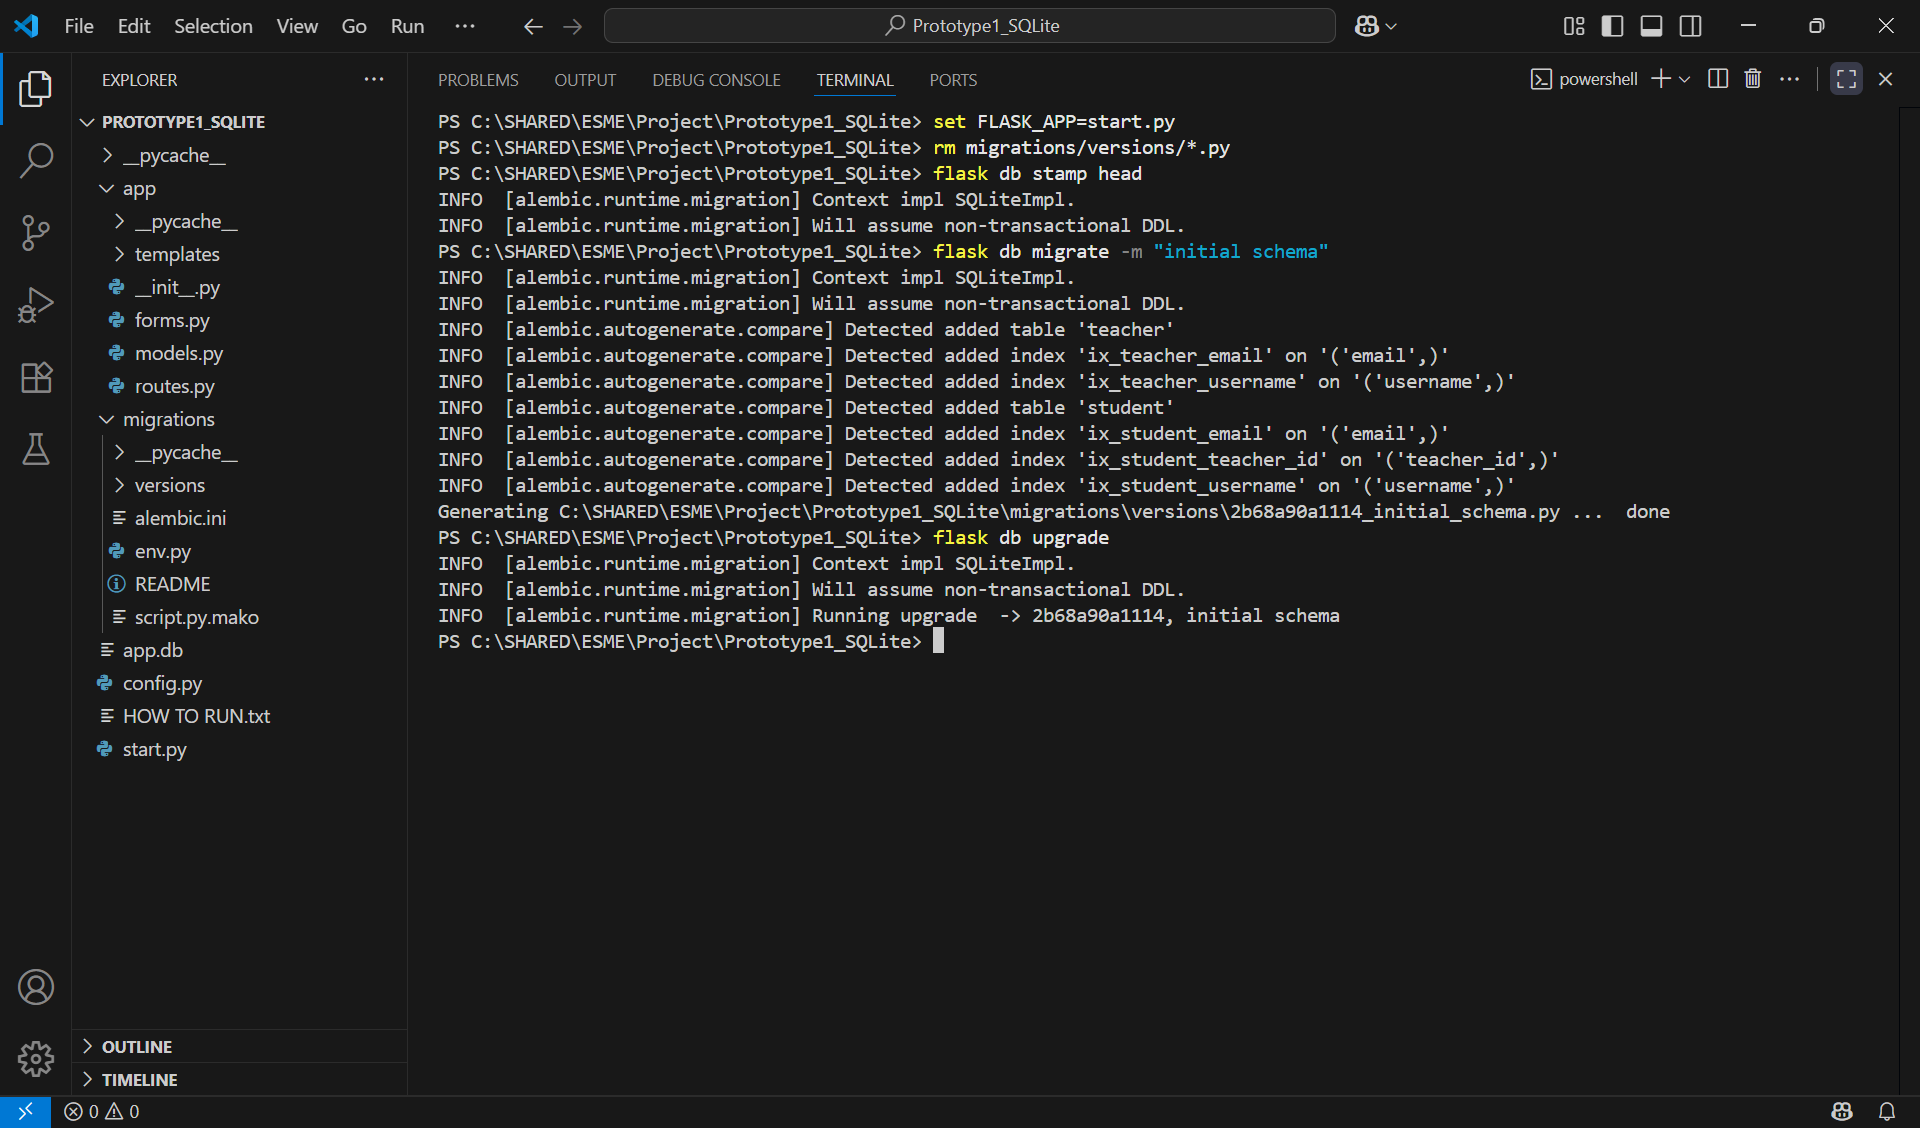 File Edit Selection View Go Run ···
Prototype1_SQLite
EXPLORER ···
PROTOTYPE1_SQLITE
__pycache__
app
__pycache__
templates
__init__.py
forms.py
models.py
routes.py
migrations
__pycache__
versions
alembic.ini
env.py
README
script.py.mako
app.db
config.py
HOW TO RUN.txt
start.py
OUTLINE
TIMELINE
PROBLEMS OUTPUT DEBUG CONSOLE TERMINAL PORTS
powershell
PS C:\SHARED\ESME\Project\Prototype1_SQLite> set FLASK_APP=start.py
PS C:\SHARED\ESME\Project\Prototype1_SQLite> rm migrations/versions/*.py
PS C:\SHARED\ESME\Project\Prototype1_SQLite> flask db stamp head
INFO  [alembic.runtime.migration] Context impl SQLiteImpl.
INFO  [alembic.runtime.migration] Will assume non-transactional DDL.
PS C:\SHARED\ESME\Project\Prototype1_SQLite> flask db migrate -m "initial schema"
INFO  [alembic.runtime.migration] Context impl SQLiteImpl.
INFO  [alembic.runtime.migration] Will assume non-transactional DDL.
INFO  [alembic.autogenerate.compare] Detected added table 'teacher'
INFO  [alembic.autogenerate.compare] Detected added index 'ix_teacher_email' on '('email',)'
INFO  [alembic.autogenerate.compare] Detected added index 'ix_teacher_username' on '('username',)'
INFO  [alembic.autogenerate.compare] Detected added table 'student'
INFO  [alembic.autogenerate.compare] Detected added index 'ix_student_email' on '('email',)'
INFO  [alembic.autogenerate.compare] Detected added index 'ix_student_teacher_id' on '('teacher_id',)'
INFO  [alembic.autogenerate.compare] Detected added index 'ix_student_username' on '('username',)'
Generating C:\SHARED\ESME\Project\Prototype1_SQLite\migrations\versions\2b68a90a1114_initial_schema.py ...  done
PS C:\SHARED\ESME\Project\Prototype1_SQLite> flask db upgrade
INFO  [alembic.runtime.migration] Context impl SQLiteImpl.
INFO  [alembic.runtime.migration] Will assume non-transactional DDL.
INFO  [alembic.runtime.migration] Running upgrade  -> 2b68a90a1114, initial schema
PS C:\SHARED\ESME\Project\Prototype1_SQLite>
0 0